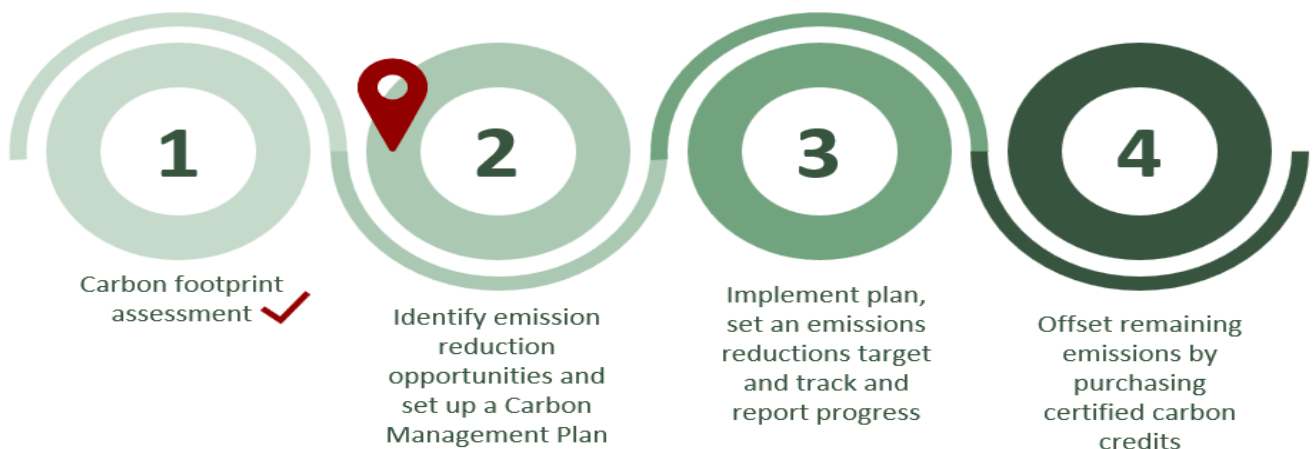 1
Carbon footprint
assessment
2
Identify emission
reduction
opportunities and
set up a Carbon
Management Plan
3
Implement plan,
set an emissions
reductions target
and track and
report progress
4
Offset remaining
emissions by
purchasing
certified carbon
credits